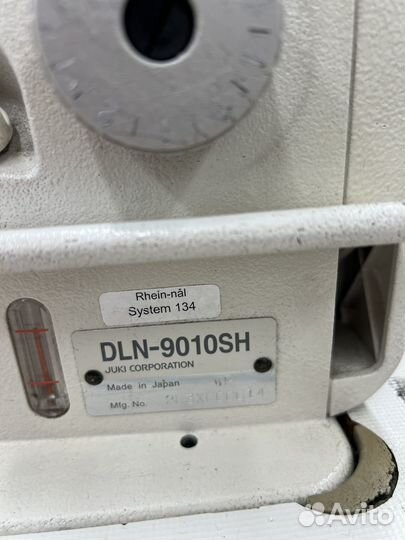 Rhein-nål
System 134
DLN-9010SH
JUKI CORPORATION
Made in Japan
Mfg. No.
Avito